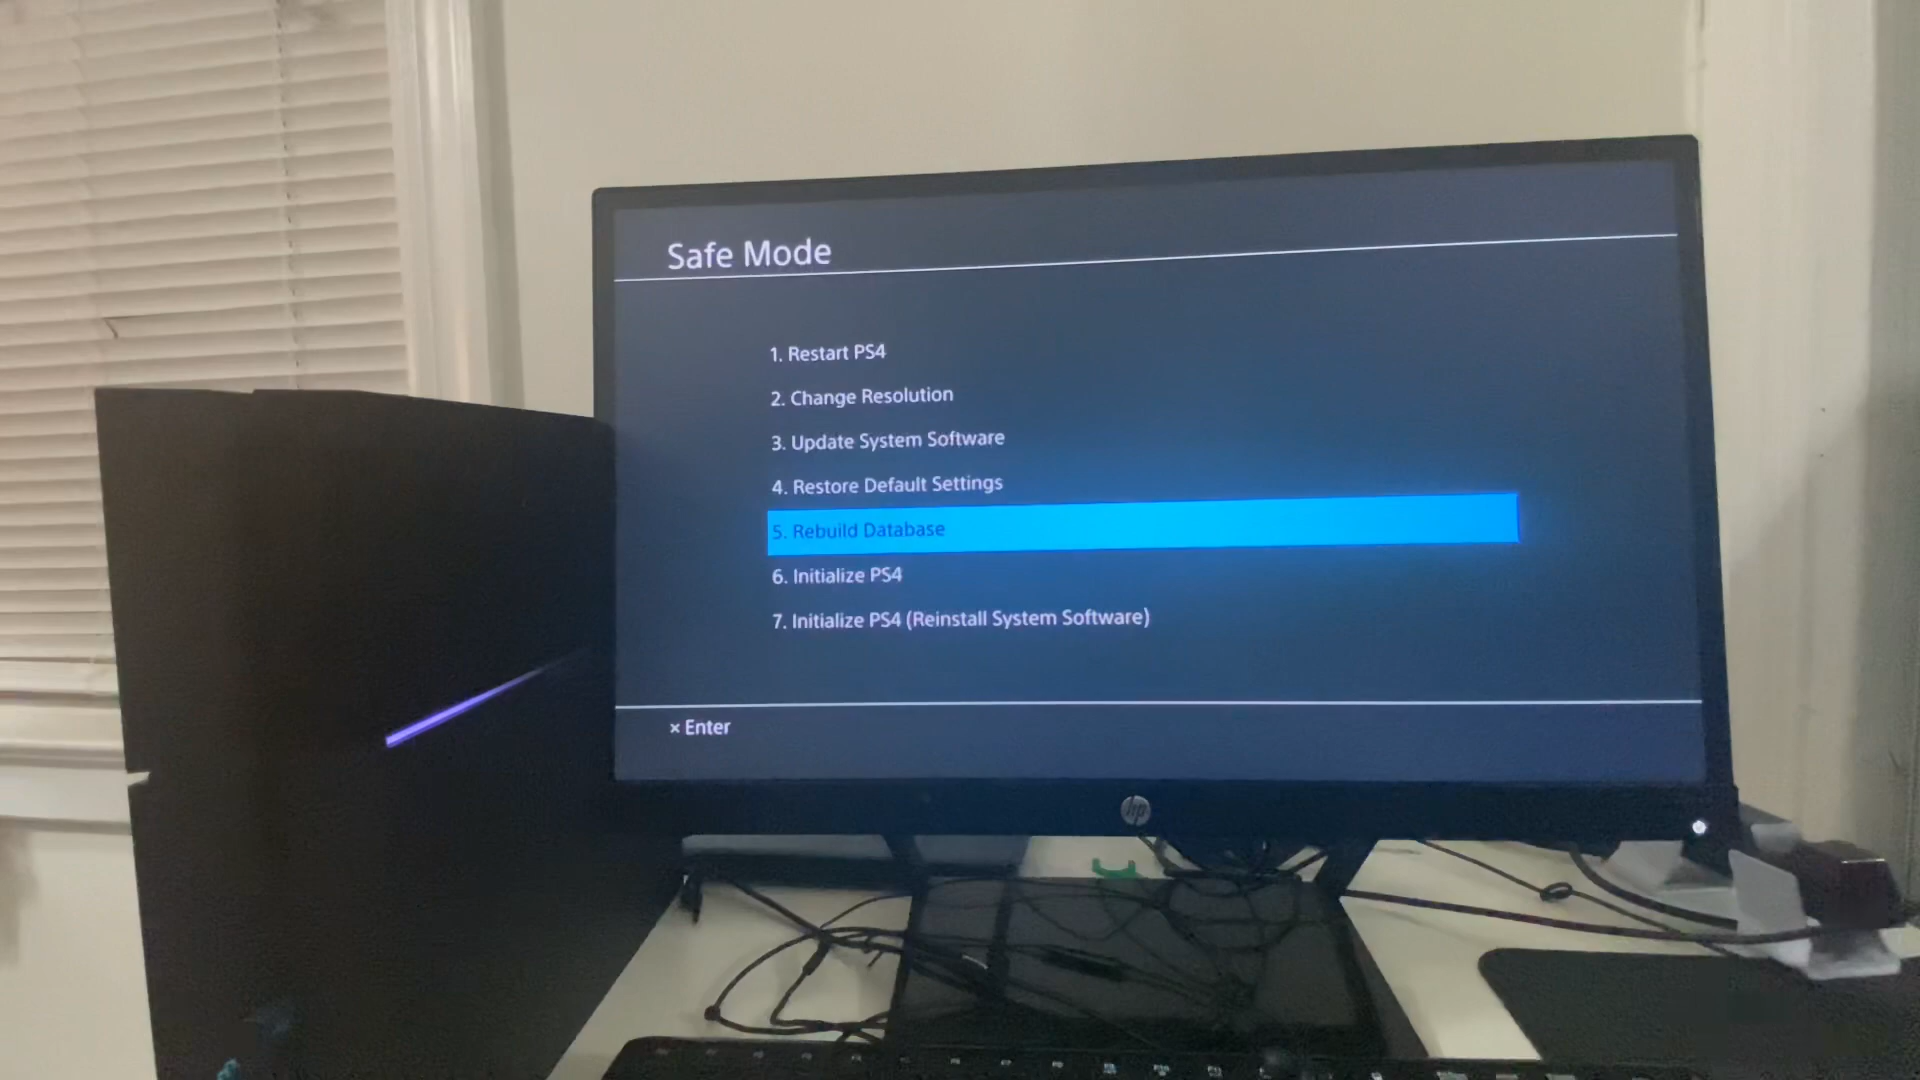 Safe Mode
1. Restart PS4
2. Change Resolution
3. Update System Software
4. Restore Default Settings
5. Rebuild Database
6. Initialize PS4
7. Initialize PS4 (Reinstall System Software)
× Enter
hp